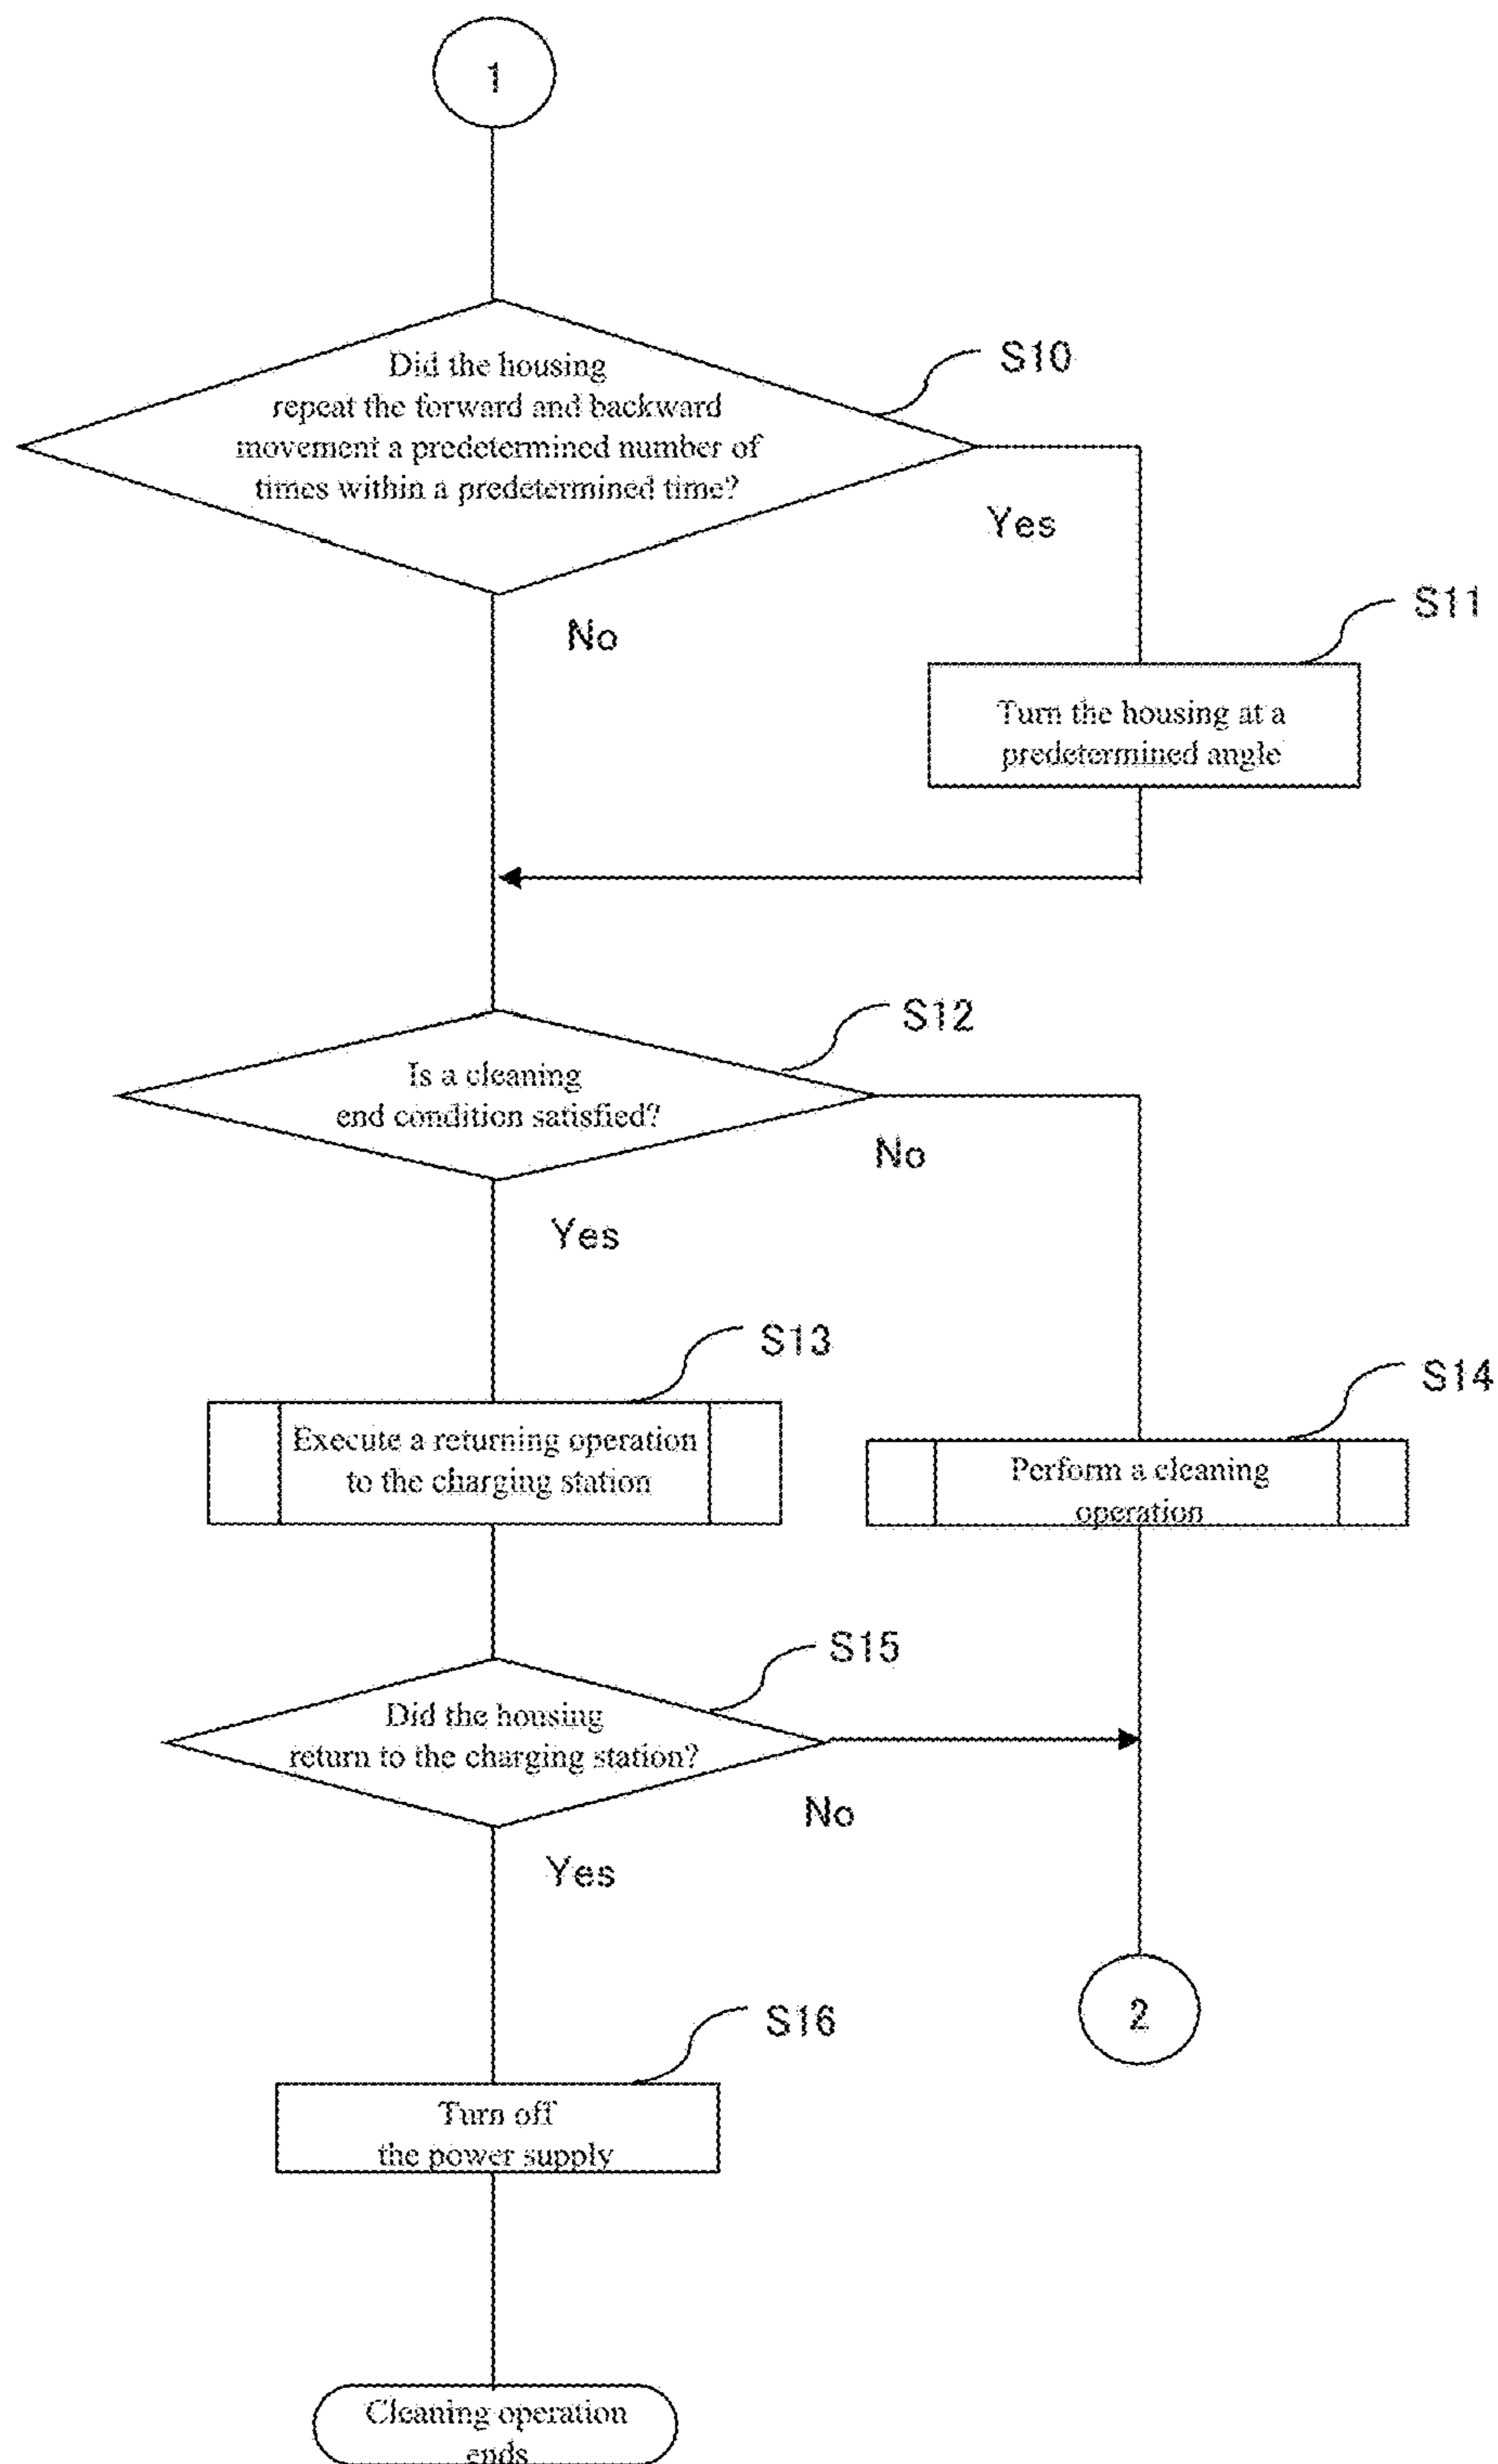 1
Did the housing
repeat the forward and backward
movement a predetermined number of
times within a predetermined time?
S10
Yes
No
S11
Turn the housing at a
predetermined angle
S12
Is a cleaning
end condition satisfied?
No
Yes
S13
Execute a returning operation
to the charging station
S14
Perform a cleaning
operation
S15
Did the housing
return to the charging station?
No
Yes
2
S16
Turn off
the power supply
Cleaning operation
ends